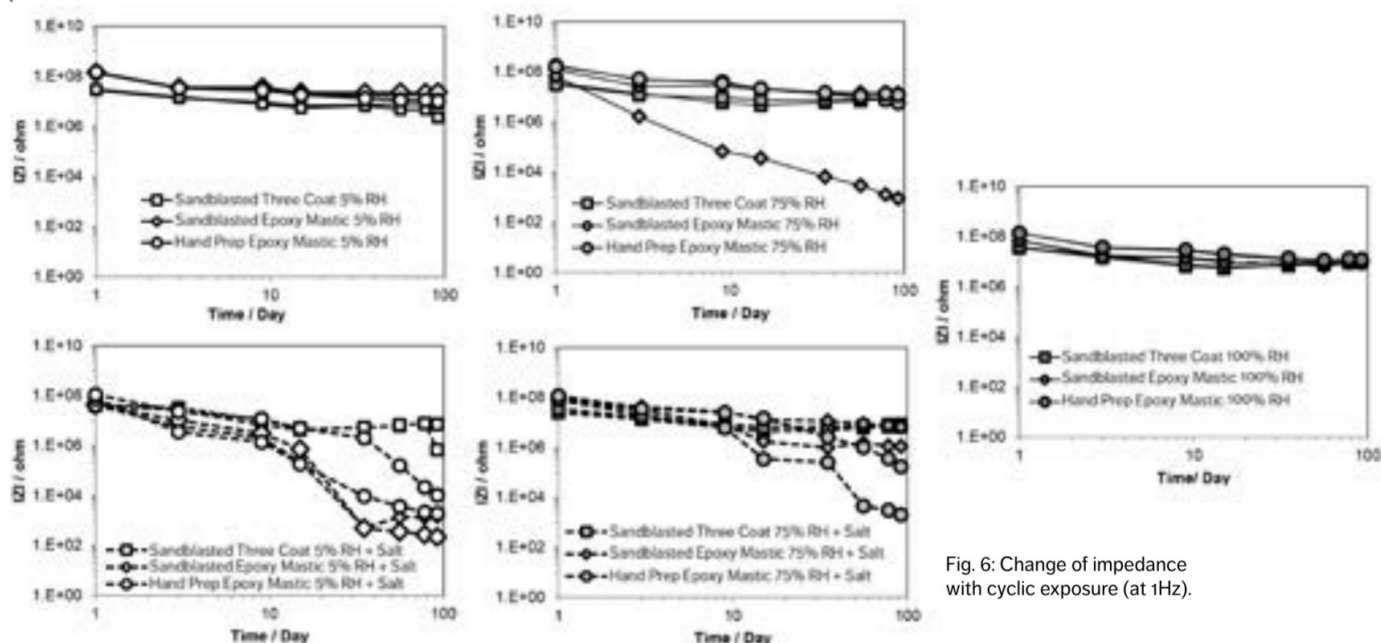 1.E+10
1.E+08
1.E+06
1.E+04
1.E+02
1.E+00
|Z| / ohm
Sandblasted Three Coat 5% RH
Sandblasted Epoxy Mastic 5% RH
Hand Prep Epoxy Mastic 5% RH
1
10
100
Time / Day
1.E+10
1.E+08
1.E+06
1.E+04
1.E+02
1.E+00
|Z| / ohm
Sandblasted Three Coat 75% RH
Sandblasted Epoxy Mastic 75% RH
Hand Prep Epoxy Mastic 75% RH
1
10
100
Time / Day
1.E+10
1.E+08
1.E+06
1.E+04
1.E+02
1.E+00
|Z| / ohm
Sandblasted Three Coat 100% RH
Sandblasted Epoxy Mastic 100% RH
Hand Prep Epoxy Mastic 100% RH
1
10
100
Time/ Day
1.E+10
1.E+08
1.E+06
1.E+04
1.E+02
1.E+00
|Z| / ohm
Sandblasted Three Coat 5% RH + Salt
Sandblasted Epoxy Mastic 5% RH + Salt
Hand Prep Epoxy Mastic 5% RH + Salt
1
10
100
Time / Day
1.E+10
1.E+08
1.E+06
1.E+04
1.E+02
1.E+00
|Z| / ohm
Sandblasted Three Coat 75% RH + Salt
Sandblasted Epoxy Mastic 75% RH + Salt
Hand Prep Epoxy Mastic 75% RH + Salt
1
10
100
Time / Day
Fig. 6: Change of impedance
with cyclic exposure (at 1Hz).